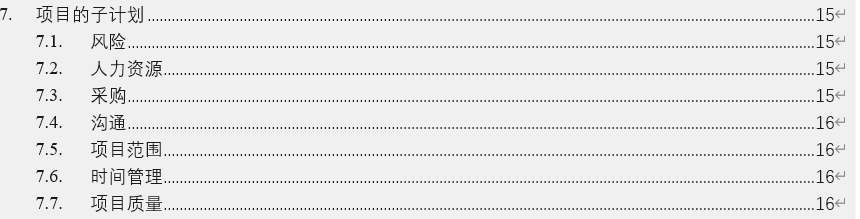 7. 项目的子计划........................15↵
7.1. 风险........................15↵
7.2. 人力资源........................15↵
7.3. 采购........................15↵
7.4. 沟通........................16↵
7.5. 项目范围........................16↵
7.6. 时间管理........................16↵
7.7. 项目质量........................16↵